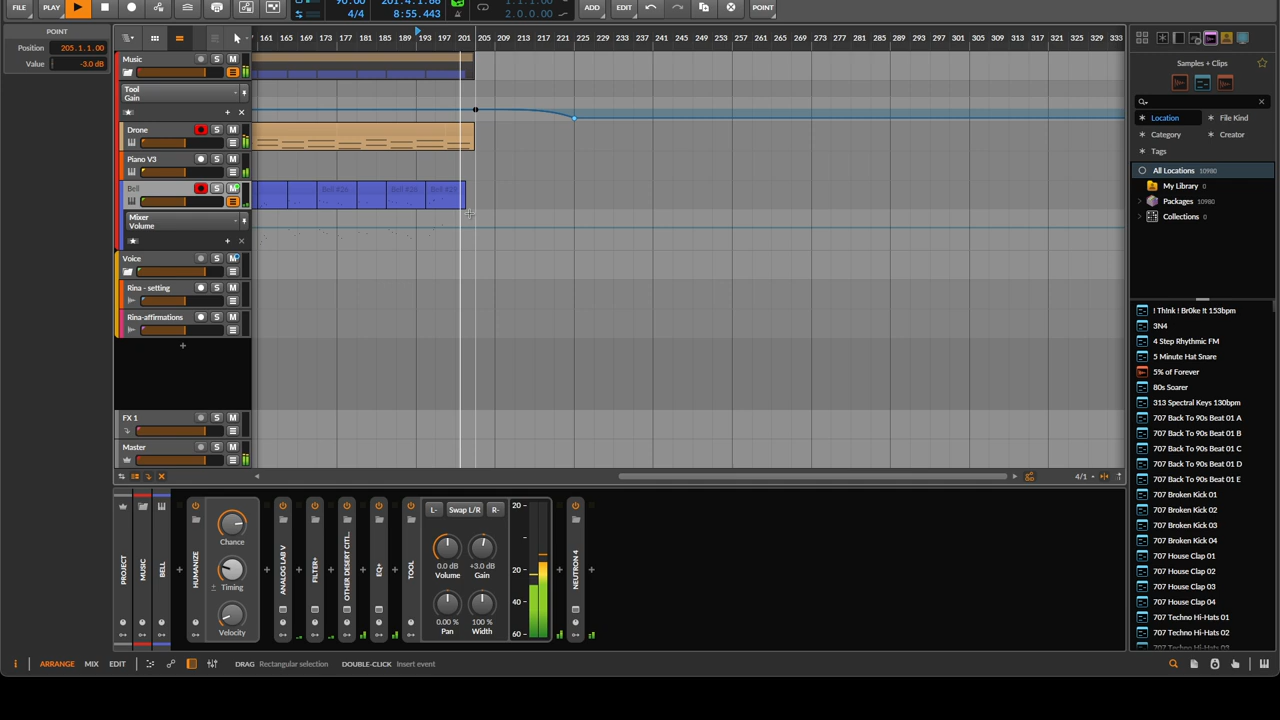 FILE PLAY ADD EDIT POINT
90.00 201.4.1.66 1.1.1.00
4/4 8:55.443 2.0.0.00
POINT
Position 205.1.1.00
Value -3.0 dB
161 165 169 173 177 181 185 189 193 197 201 205 209 213 217 221 225 229 233 237 241 245 249 253 257 261 265 269 273 277 281 285 289 293 297 301 305 309 313 317 321 325 329 333
Music S M
Tool
Gain
Drone S M
Piano V3 S M
Bell S M
Bell #26
Mixer
Volume
Voice S M
Rina - setting S M
Rina-affirmations S M
+
FX 1 S M
Master S M
4/1
Samples + Clips
Location File Kind
Category Creator
Tags
All Locations 10980
My Library 0
Packages 10980
Collections 0
! Th!nk ! Br0ke !t 153bpm
3N4
4 Step Rhythmic FM
5 Minute Hat Snare
5% of Forever
80s Soarer
313 Spectral Keys 130bpm
707 Back To 90s Beat 01 A
707 Back To 90s Beat 01 B
707 Back To 90s Beat 01 C
707 Back To 90s Beat 01 D
707 Back To 90s Beat 01 E
707 Broken Kick 01
707 Broken Kick 02
707 Broken Kick 03
707 Broken Kick 04
707 House Clap 01
707 House Clap 02
707 House Clap 03
707 House Clap 04
707 Techno Hi-Hats 01
707 Techno Hi-Hats 02
707 Techno Hi-Hats 03
PROJECT
MUSIC
BELL
HUMANIZE
Chance
± Timing
Velocity
ANALOG LAB V
FILTER+
OTHER DESERT CITI...
EQ+
TOOL
L- Swap L/R R-
0.0 dB +3.0 dB
Volume Gain
0.00 % 100 %
Pan Width
20
20
40
60
NEUTRON 4
i ARRANGE MIX EDIT DRAG Rectangular selection DOUBLE-CLICK Insert event